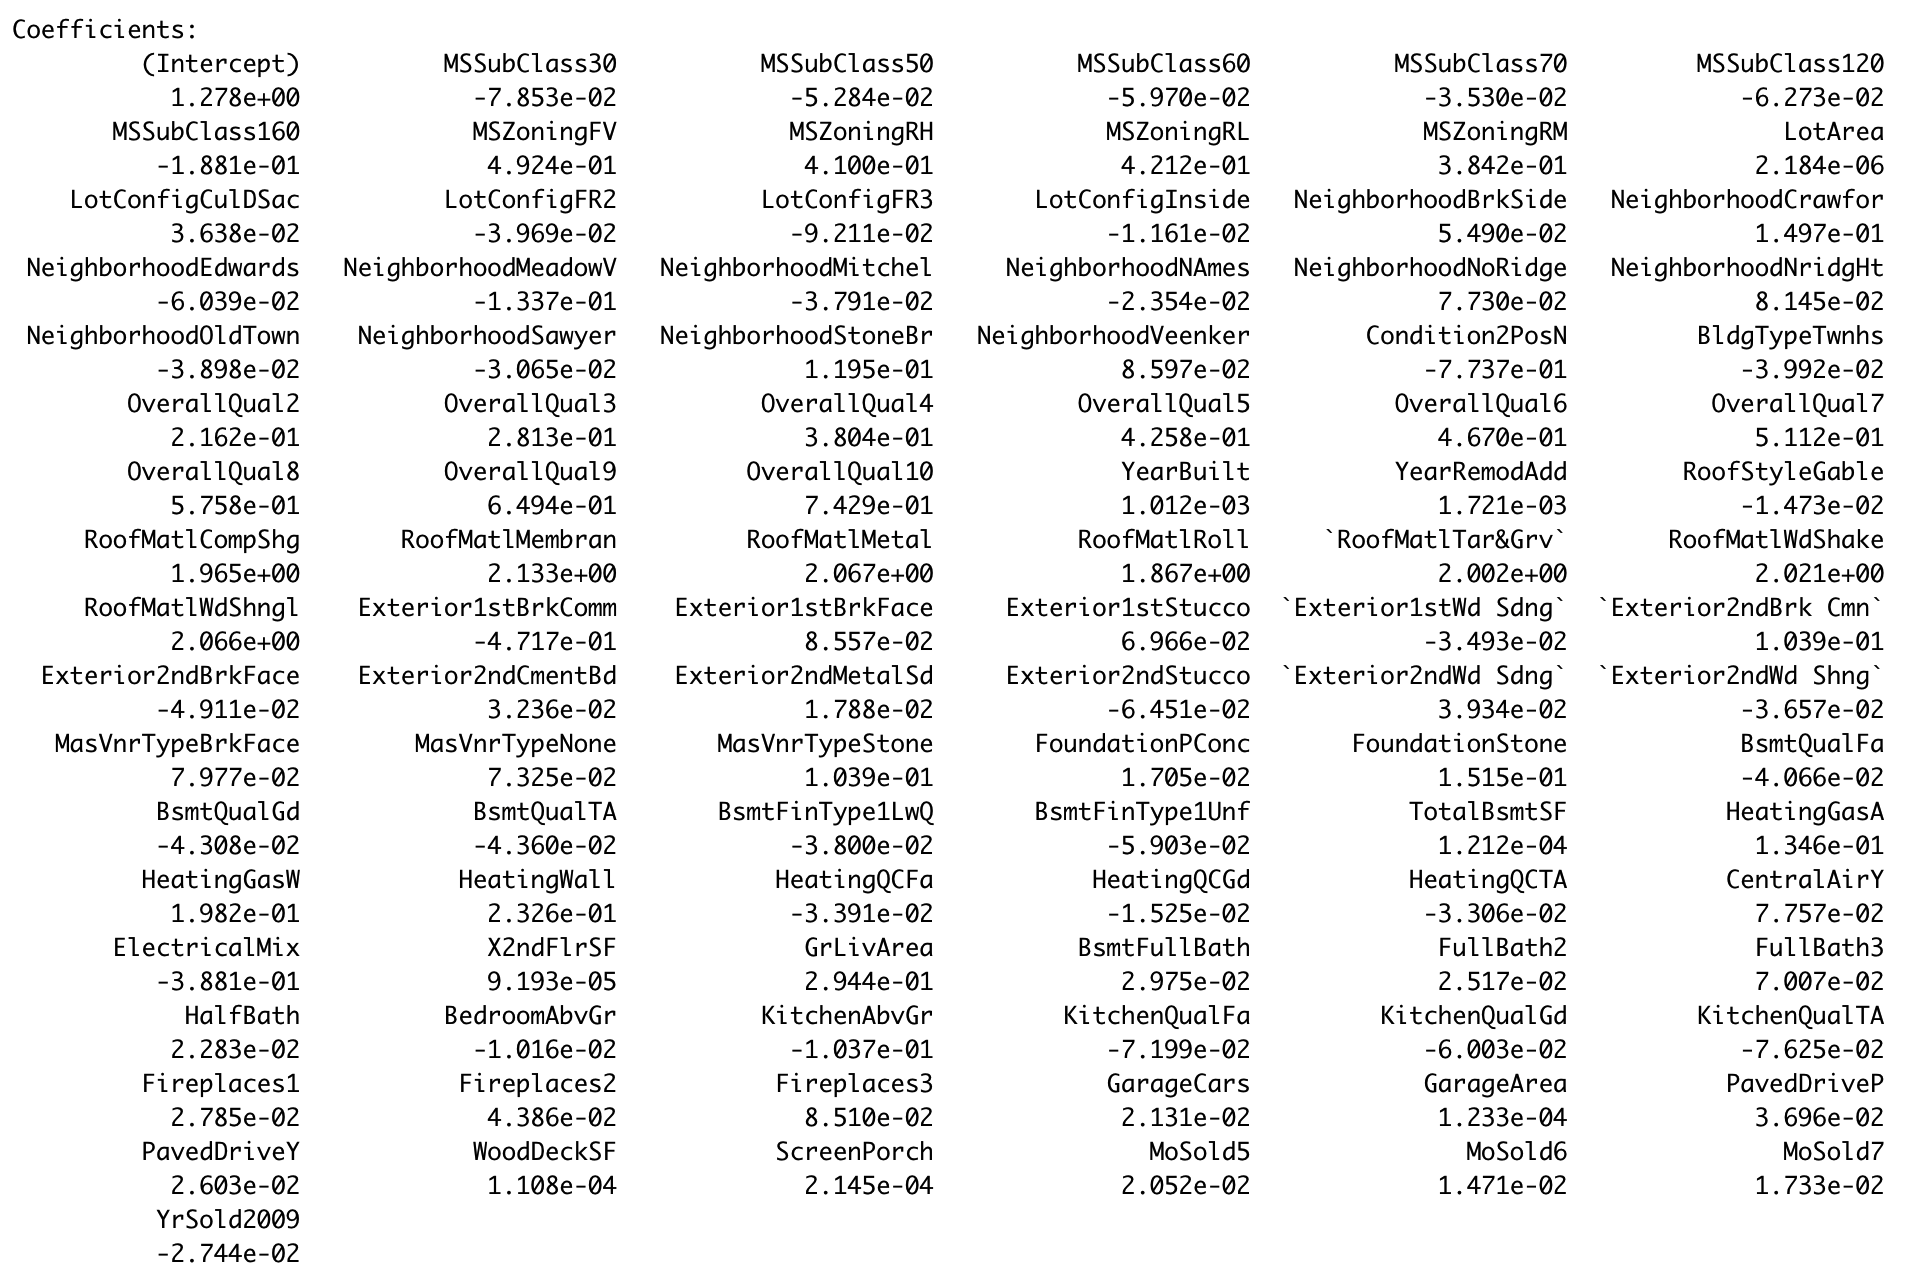 Coefficients:
(Intercept) MSSubClass30 MSSubClass50 MSSubClass60 MSSubClass70 MSSubClass120
1.278e+00 -7.853e-02 -5.284e-02 -5.970e-02 -3.530e-02 -6.273e-02
MSSubClass160 MSZoningFV MSZoningRH MSZoningRL MSZoningRM LotArea
-1.881e-01 4.924e-01 4.100e-01 4.212e-01 3.842e-01 2.184e-06
LotConfigCulDSac LotConfigFR2 LotConfigFR3 LotConfigInside NeighborhoodBrkSide NeighborhoodCrawfor
3.638e-02 -3.969e-02 -9.211e-02 -1.161e-02 5.490e-02 1.497e-01
NeighborhoodEdwards NeighborhoodMeadowV NeighborhoodMitchel NeighborhoodNAmes NeighborhoodNoRidge NeighborhoodNridgHt
-6.039e-02 -1.337e-01 -3.791e-02 -2.354e-02 7.730e-02 8.145e-02
NeighborhoodOldTown NeighborhoodSawyer NeighborhoodStoneBr NeighborhoodVeenker Condition2PosN BldgTypeTwnhs
-3.898e-02 -3.065e-02 1.195e-01 8.597e-02 -7.737e-01 -3.992e-02
OverallQual2 OverallQual3 OverallQual4 OverallQual5 OverallQual6 OverallQual7
2.162e-01 2.813e-01 3.804e-01 4.258e-01 4.670e-01 5.112e-01
OverallQual8 OverallQual9 OverallQual10 YearBuilt YearRemodAdd RoofStyleGable
5.758e-01 6.494e-01 7.429e-01 1.012e-03 1.721e-03 -1.473e-02
RoofMatlCompShg RoofMatlMembran RoofMatlMetal RoofMatlRoll `RoofMatlTar&Grv` RoofMatlWdShake
1.965e+00 2.133e+00 2.067e+00 1.867e+00 2.002e+00 2.021e+00
RoofMatlWdShngl Exterior1stBrkComm Exterior1stBrkFace Exterior1stStucco `Exterior1stWd Sdng` `Exterior2ndBrk Cmn`
2.066e+00 -4.717e-01 8.557e-02 6.966e-02 -3.493e-02 1.039e-01
Exterior2ndBrkFace Exterior2ndCmentBd Exterior2ndMetalSd Exterior2ndStucco `Exterior2ndWd Sdng` `Exterior2ndWd Shng`
-4.911e-02 3.236e-02 1.788e-02 -6.451e-02 3.934e-02 -3.657e-02
MasVnrTypeBrkFace MasVnrTypeNone MasVnrTypeStone FoundationPConc FoundationStone BsmtQualFa
7.977e-02 7.325e-02 1.039e-01 1.705e-02 1.515e-01 -4.066e-02
BsmtQualGd BsmtQualTA BsmtFinType1LwQ BsmtFinType1Unf TotalBsmtSF HeatingGasA
-4.308e-02 -4.360e-02 -3.800e-02 -5.903e-02 1.212e-04 1.346e-01
HeatingGasW HeatingWall HeatingQCFa HeatingQCGd HeatingQCTA CentralAirY
1.982e-01 2.326e-01 -3.391e-02 -1.525e-02 -3.306e-02 7.757e-02
ElectricalMix X2ndFlrSF GrLivArea BsmtFullBath FullBath2 FullBath3
-3.881e-01 9.193e-05 2.944e-01 2.975e-02 2.517e-02 7.007e-02
HalfBath BedroomAbvGr KitchenAbvGr KitchenQualFa KitchenQualGd KitchenQualTA
2.283e-02 -1.016e-02 -1.037e-01 -7.199e-02 -6.003e-02 -7.625e-02
Fireplaces1 Fireplaces2 Fireplaces3 GarageCars GarageArea PavedDriveP
2.785e-02 4.386e-02 8.510e-02 2.131e-02 1.233e-04 3.696e-02
PavedDriveY WoodDeckSF ScreenPorch MoSold5 MoSold6 MoSold7
2.603e-02 1.108e-04 2.145e-04 2.052e-02 1.471e-02 1.733e-02
YrSold2009
-2.744e-02